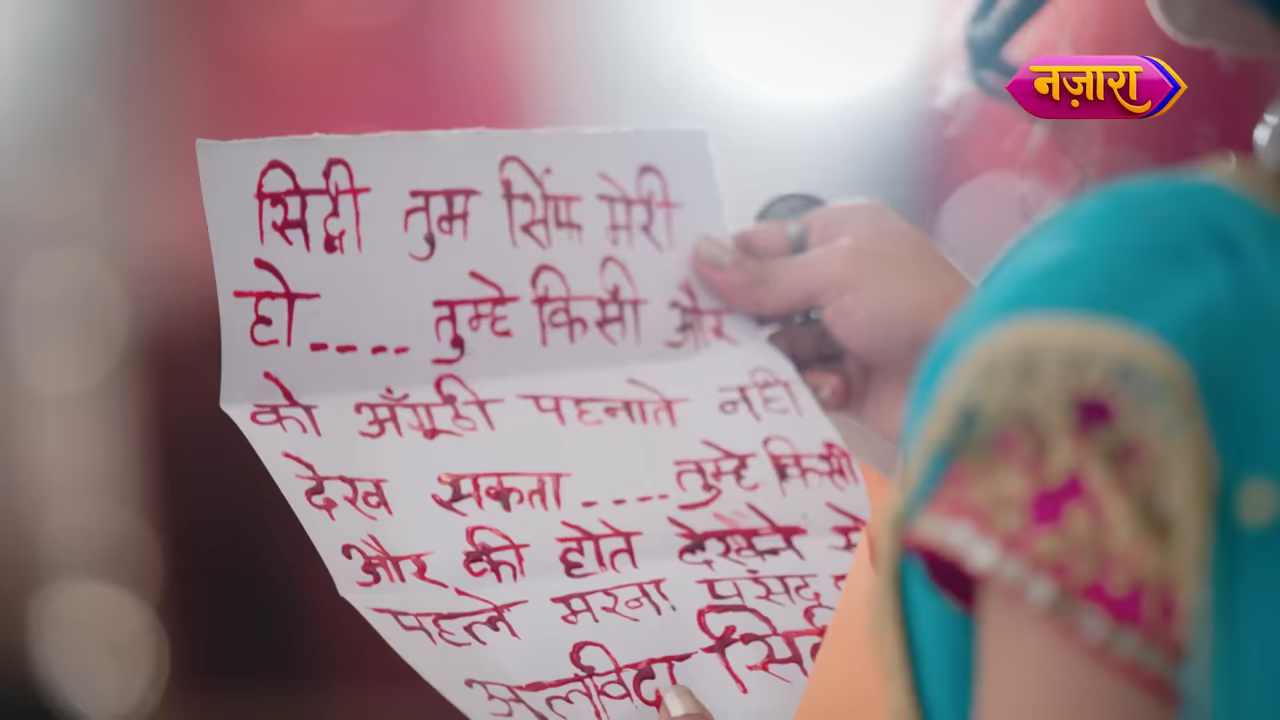 नज़ारा
सिद्वी तुम सिंफ मेरी
हो.... तुम्हे किसी और
को अँगूठी पहनाते नही
देख सकता.... तुम्हे किसी
और की होते देखने से
पहले मरना पसंद
अलविदा